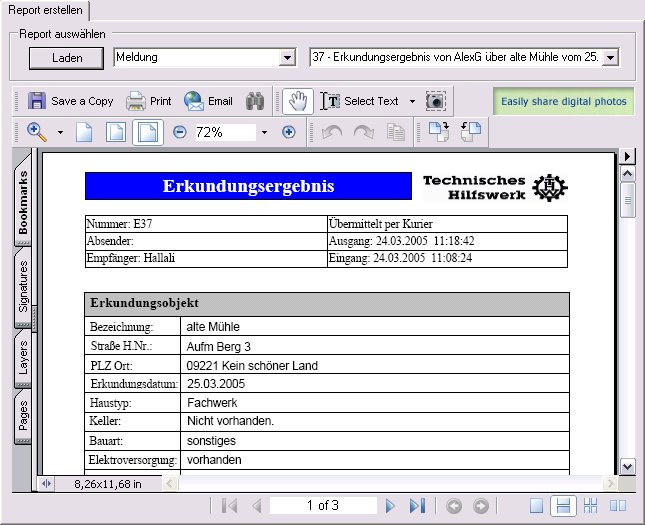 Report erstellen
Report auswählen
Laden
Meldung
37 - Erkundungsergebnis von AlexG über alte Mühle vom 25.
Save a Copy
Print
Email
T
Select Text
Easily share digital photos
72%
Bookmarks
Signatures
Layers
Pages
Erkundungsergebnis
Technisches
Hilfswerk
Nummer: E37
Übermittelt per Kurier
Absender:
Ausgang: 24.03.2005 11:18:42
Empfänger: Hallali
Eingang: 24.03.2005 11:08:24
Erkundungsobjekt
Bezeichnung: alte Mühle
Straße H.Nr.: Aufm Berg 3
PLZ Ort: 09221 Kein schöner Land
Erkundungsdatum: 25.03.2005
Haustyp: Fachwerk
Keller: Nicht vorhanden.
Bauart: sonstiges
Elektroversorgung: vorhanden
8,26x11,68 in
1 of 3